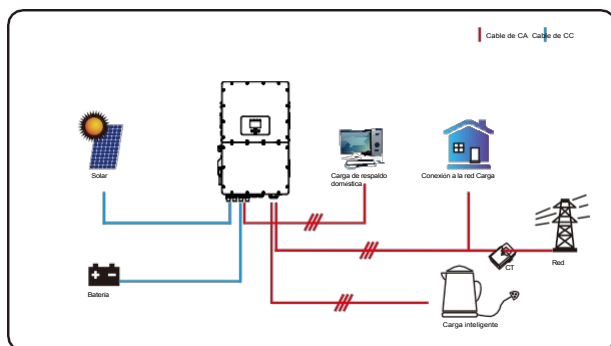 Cable de CA Cable de CC
Solar
Carga de respaldo
doméstica
Conexión a la red Carga
CT
Red
Bateria
Carga inteligente